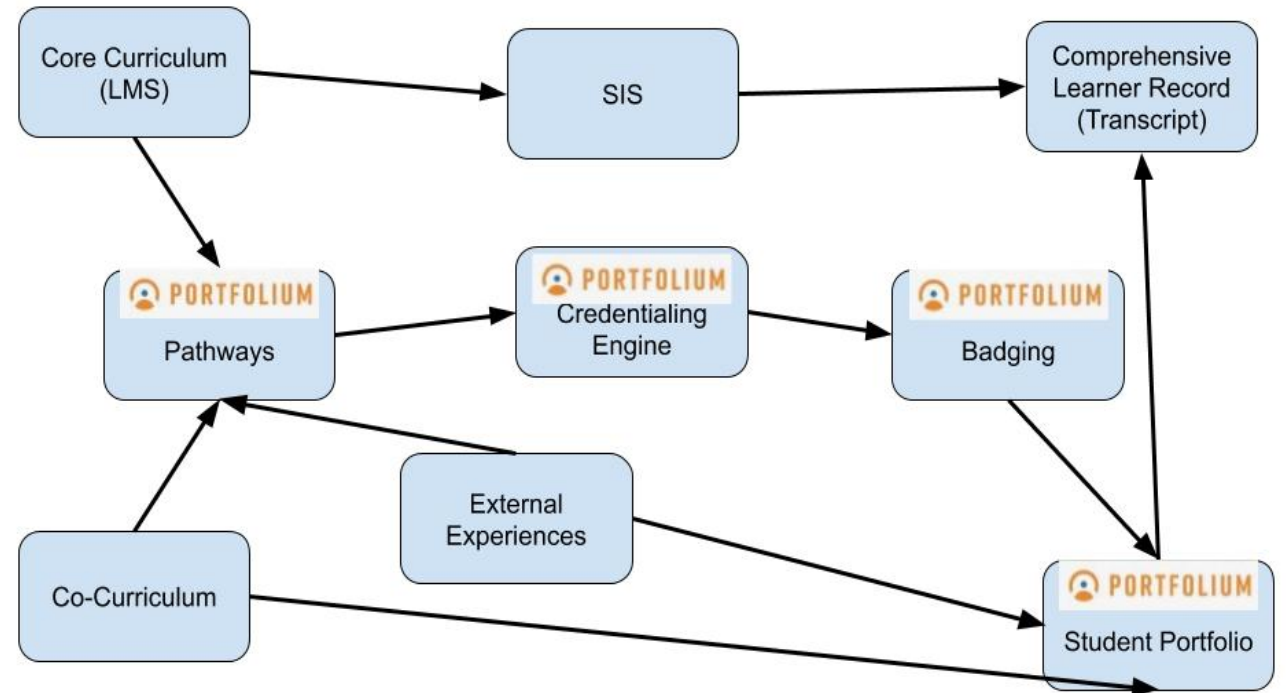 Core Curriculum
(LMS)
SIS
Comprehensive
Learner Record
(Transcript)
PORTFOLIUM
Pathways
PORTFOLIUM
Credentialing
Engine
PORTFOLIUM
Badging
External
Experiences
Co-Curriculum
PORTFOLIUM
Student Portfolio